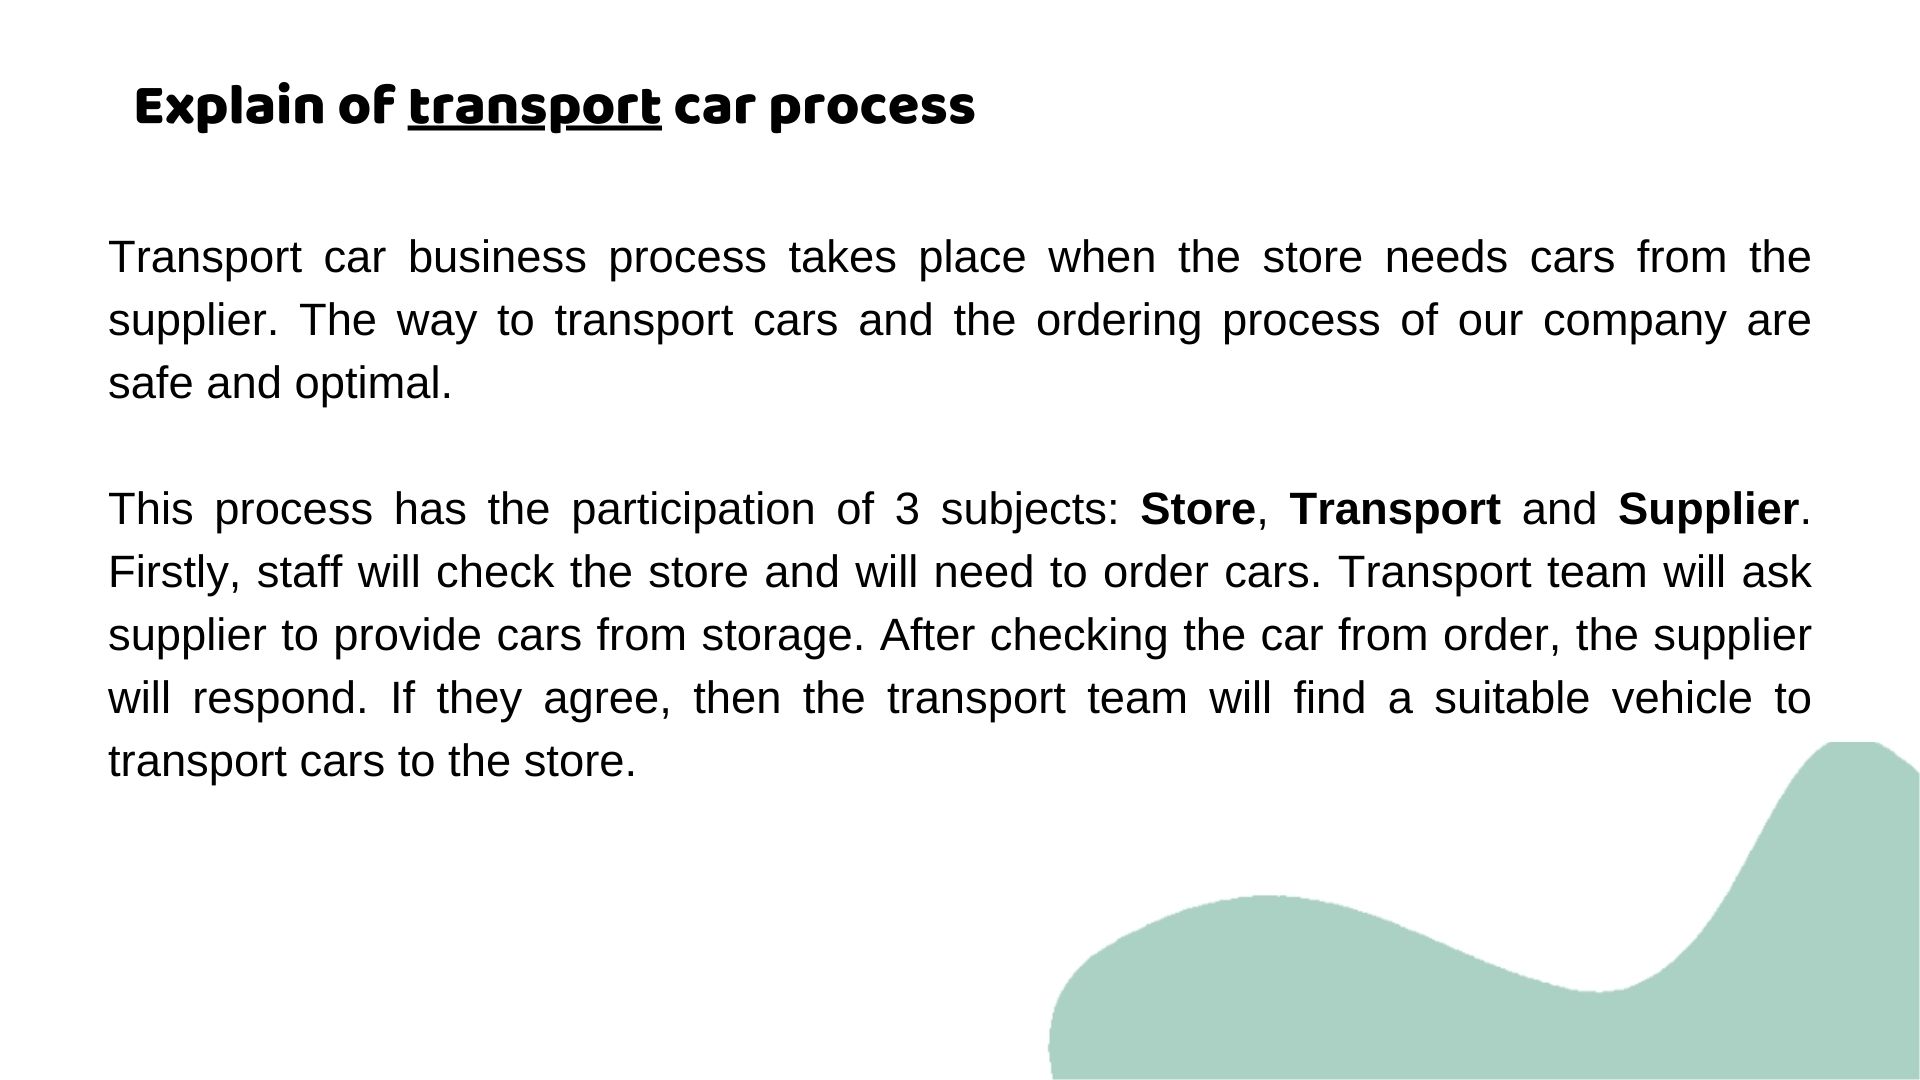 Explain of transport car process
Transport car business process takes place when the store needs cars from the
supplier. The way to transport cars and the ordering process of our company are
safe and optimal.
This process has the participation of 3 subjects: Store, Transport and Supplier.
Firstly, staff will check the store and will need to order cars. Transport team will ask
supplier to provide cars from storage. After checking the car from order, the supplier
will respond. If they agree, then the transport team will find a suitable vehicle to
transport cars to the store.